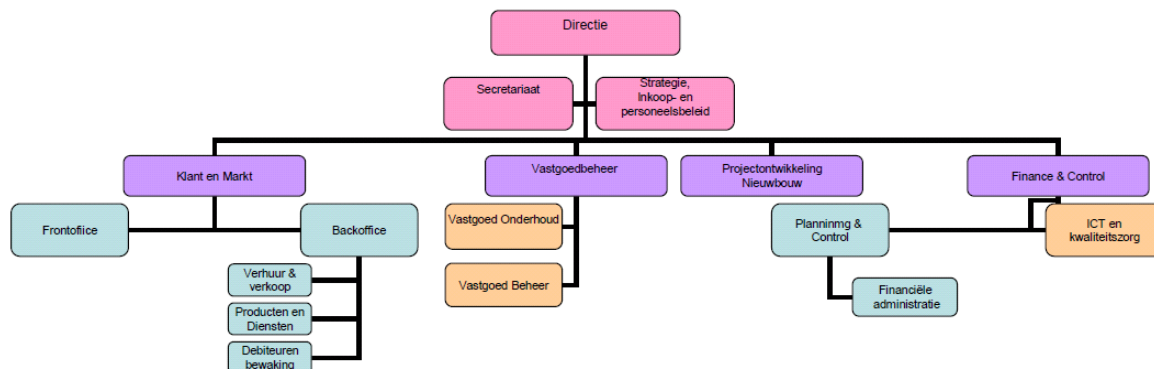 Directie
Secretariaat
Strategie,
Inkoop- en
personeelsbeleid
Klant en Markt
Vastgoedbeheer
Projectontwikkeling
Nieuwbouw
Finance & Control
Frontofiice
Backoffice
Vastgoed Onderhoud
Planninmg &
Control
ICT en
kwaliteitszorg
Verhuur &
verkoop
Vastgoed Beheer
Financiële
administratie
Producten en
Diensten
Debiteuren
bewaking